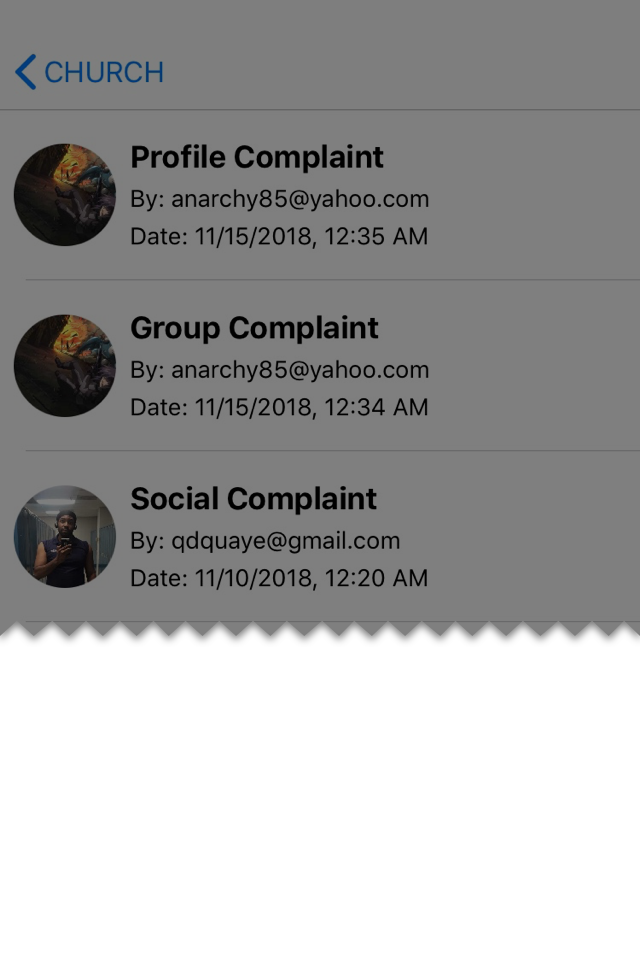 CHURCH
Profile Complaint
By: anarchy85@yahoo.com
Date: 11/15/2018, 12:35 AM
Group Complaint
By: anarchy85@yahoo.com
Date: 11/15/2018, 12:34 AM
Social Complaint
By: qdquaye@gmail.com
Date: 11/10/2018, 12:20 AM